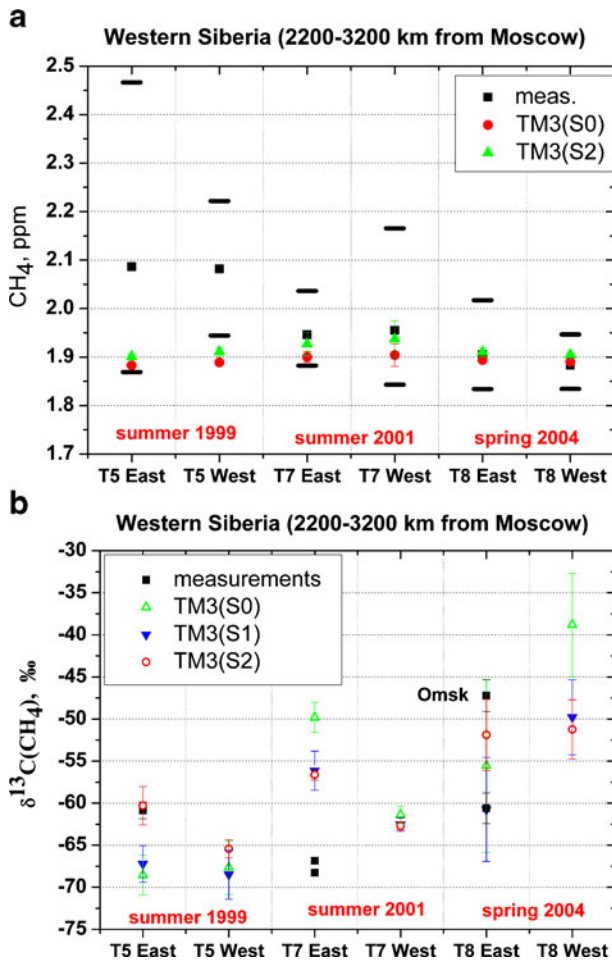 a
Western Siberia (2200-3200 km from Moscow)
2.5
2.4
2.3
2.2
2.1
2.0
1.9
1.8
1.7
CH₄, ppm
meas.
TM3(S0)
TM3(S2)
summer 1999
summer 2001
spring 2004
T5 East T5 West T7 East T7 West T8 East T8 West
b
Western Siberia (2200-3200 km from Moscow)
-30
-35
-40
-45
-50
-55
-60
-65
-70
-75
δ¹³C(CH₄), ‰
measurements
TM3(S0)
TM3(S1)
TM3(S2)
Omsk
summer 1999
summer 2001
spring 2004
T5 East T5 West T7 East T7 West T8 East T8 West